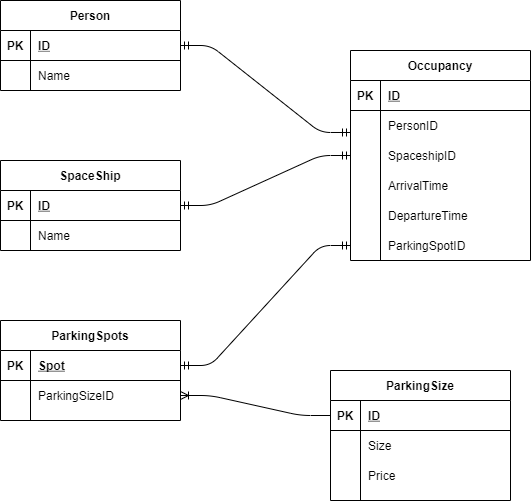 Person
PK ID
Name
Occupancy
PK ID
PersonID
SpaceshipID
ArrivalTime
DepartureTime
ParkingSpotID
SpaceShip
PK ID
Name
ParkingSpots
PK Spot
ParkingSizeID
ParkingSize
PK ID
Size
Price